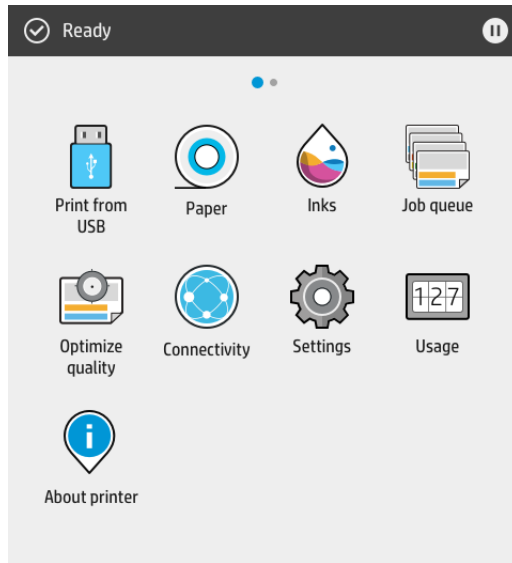 Ready
Print from
USB
Paper
Inks
Job queue
Optimize
quality
Connectivity
Settings
127
Usage
About printer